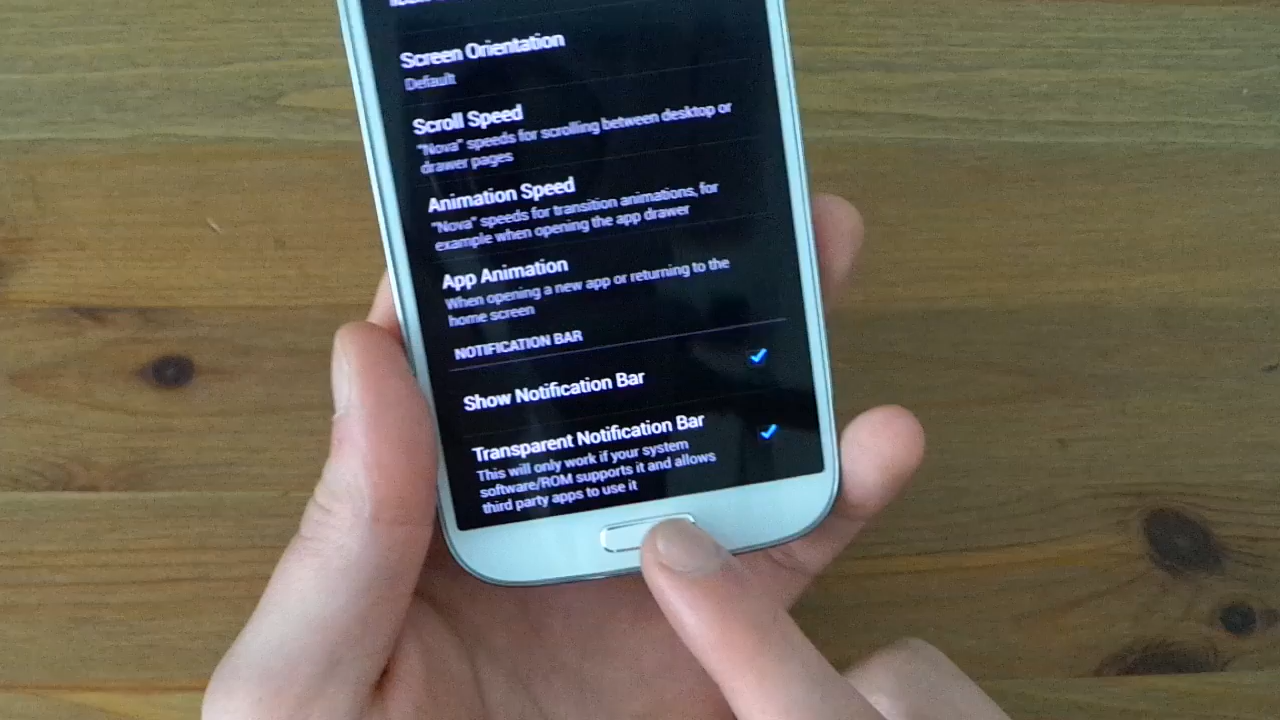 Screen Orientation
Default
Scroll Speed
"Nova" speeds for scrolling between desktop or
drawer pages
Animation Speed
"Nova" speeds for transition animations, for
example when opening the app drawer
App Animation
When opening a new app or returning to the
home screen
NOTIFICATION BAR
Show Notification Bar
Transparent Notification Bar
This will only work if your system
software/ROM supports it and allows
third party apps to use it